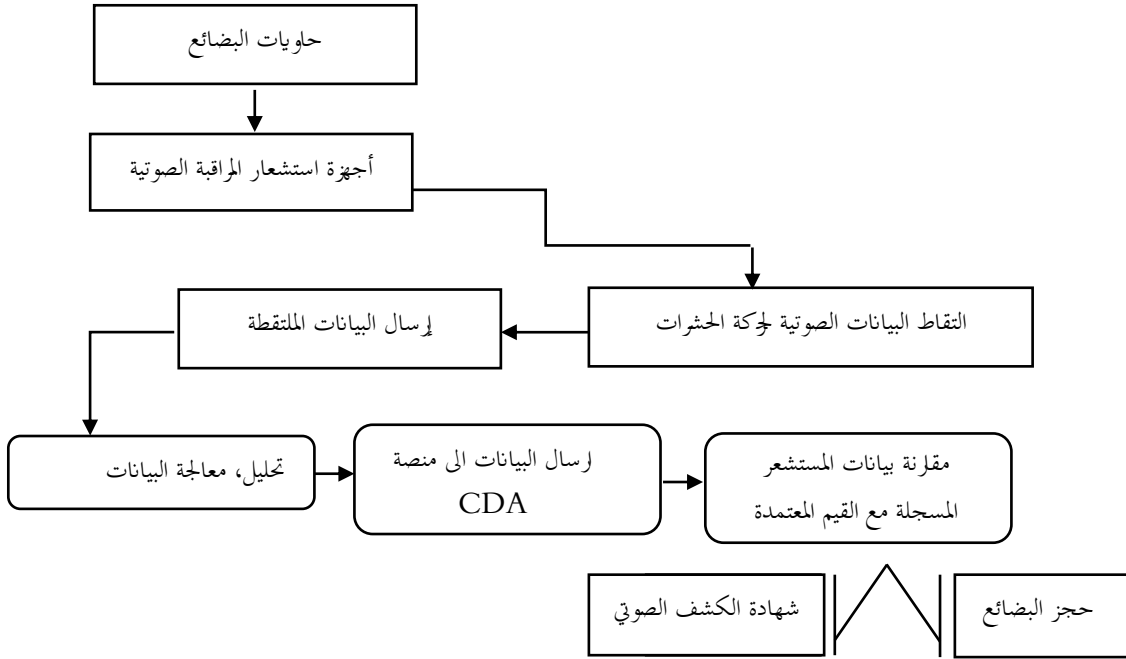 حاويات البضائع
أجهزة استشعار المراقبة الصوتية
التقاط البيانات الصوتية لحركة الحشرات
إرسال البيانات الملتقطة
تحليل، معالجة البيانات
ارسال البيانات الى منصة
CDA
مقارنة بيانات المستشعر
المسجلة مع القيم المعتمدة
حجز البضائع
شهادة الكشف الصوتي